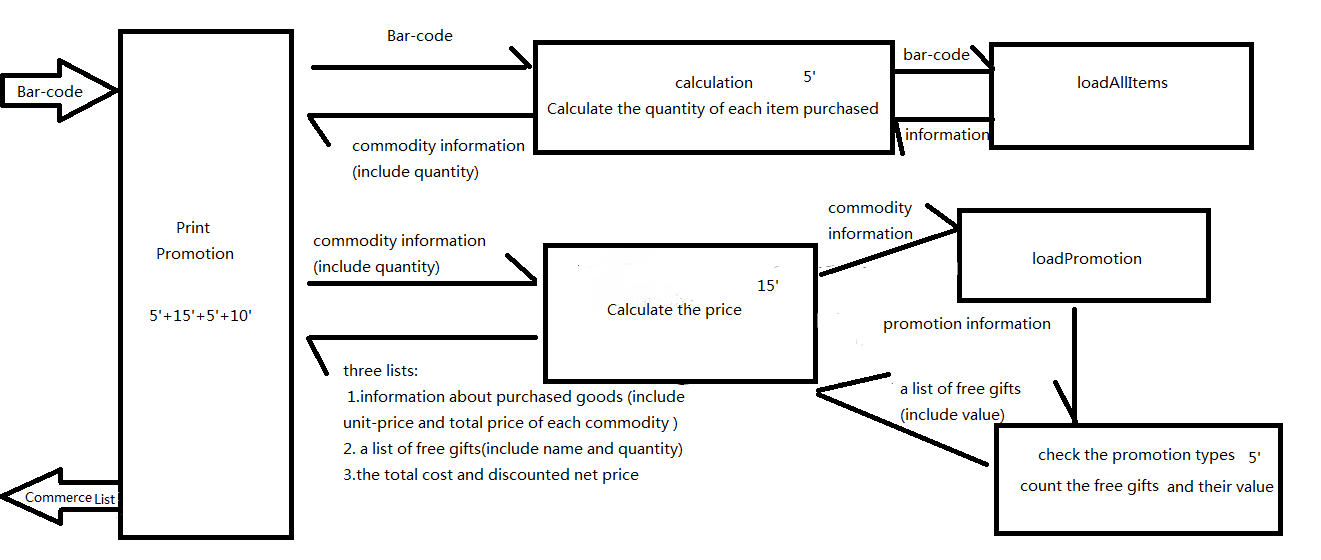 Bar-code
Print
Promotion
5'+15'+5'+10'
Commerce List
Bar-code
commodity information
(include quantity)
calculation 5'
Calculate the quantity of each item purchased
bar-code
information
loadAllItems
commodity information
(include quantity)
three lists:
1.information about purchased goods (include
unit-price and total price of each commodity )
2. a list of free gifts(include name and quantity)
3.the total cost and discounted net price
15'
Calculate the price
commodity
information
loadPromotion
promotion information
a list of free gifts
(include value)
check the promotion types 5'
count the free gifts and their value